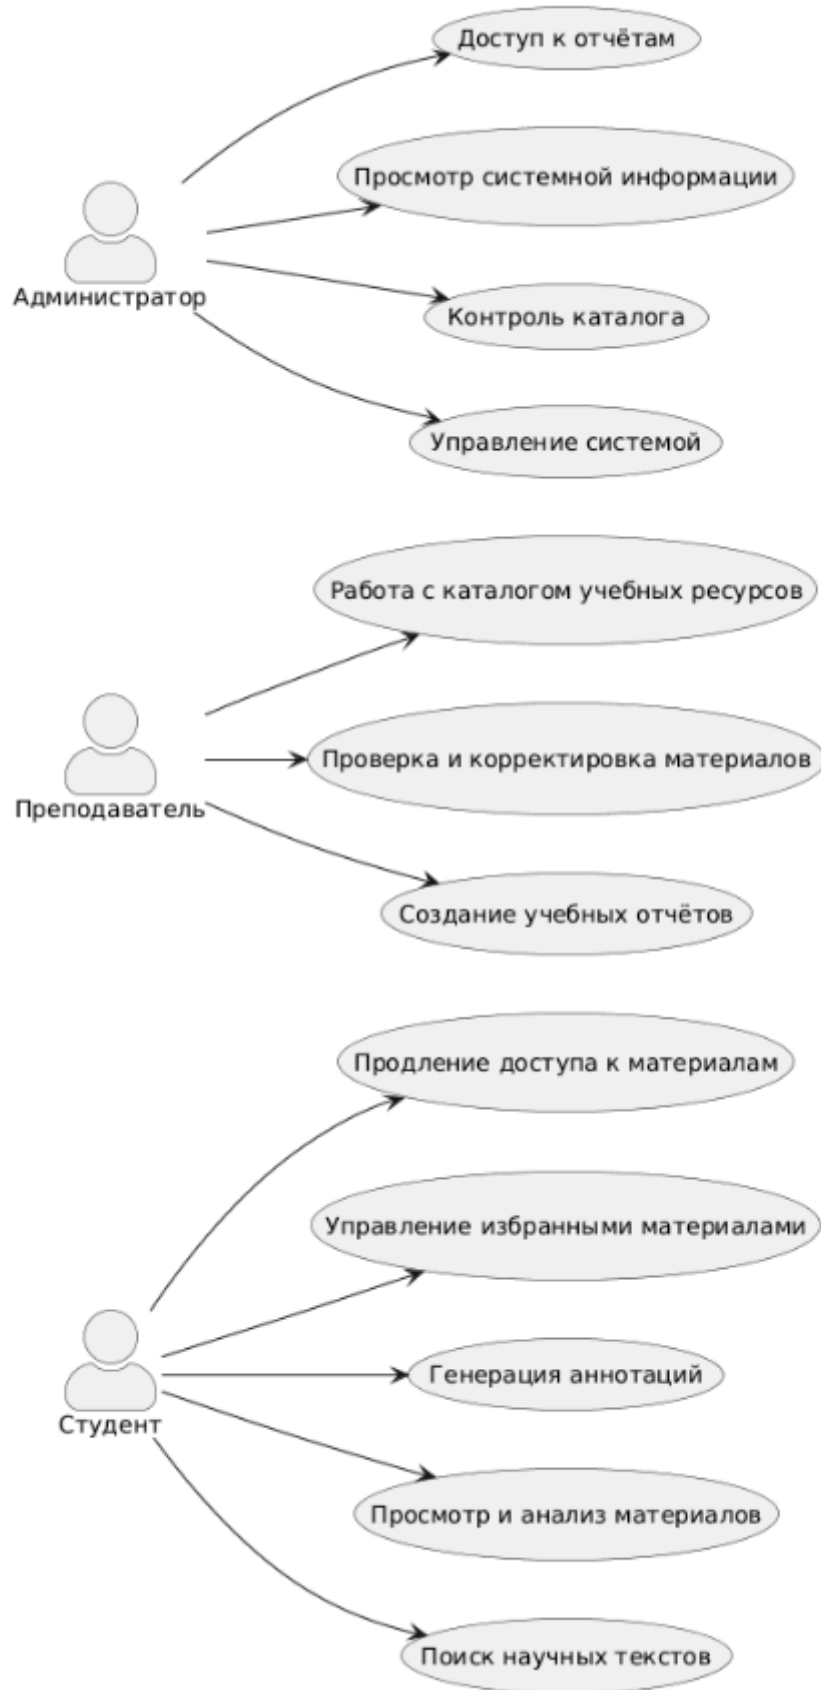 Доступ к отчётам
Просмотр системной информации
Администратор
Контроль каталога
Управление системой
Работа с каталогом учебных ресурсов
Проверка и корректировка материалов
Преподаватель
Создание учебных отчётов
Продление доступа к материалам
Управление избранными материалами
Генерация аннотаций
Студент
Просмотр и анализ материалов
Поиск научных текстов